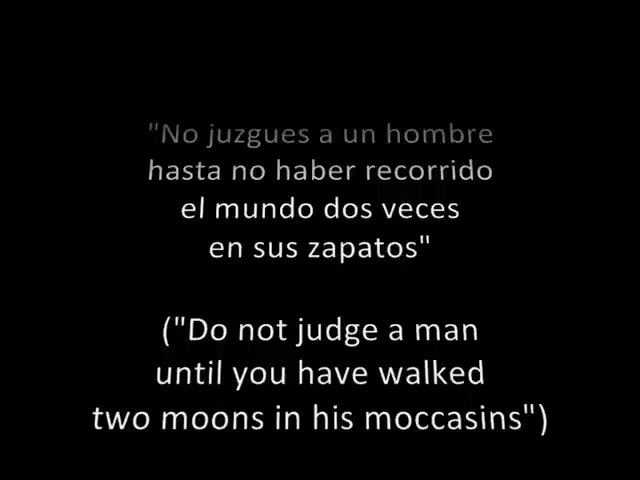 "No juzgues a un hombre
hasta no haber recorrido
el mundo dos veces
en sus zapatos"
("Do not judge a man
until you have walked
two moons in his moccasins")